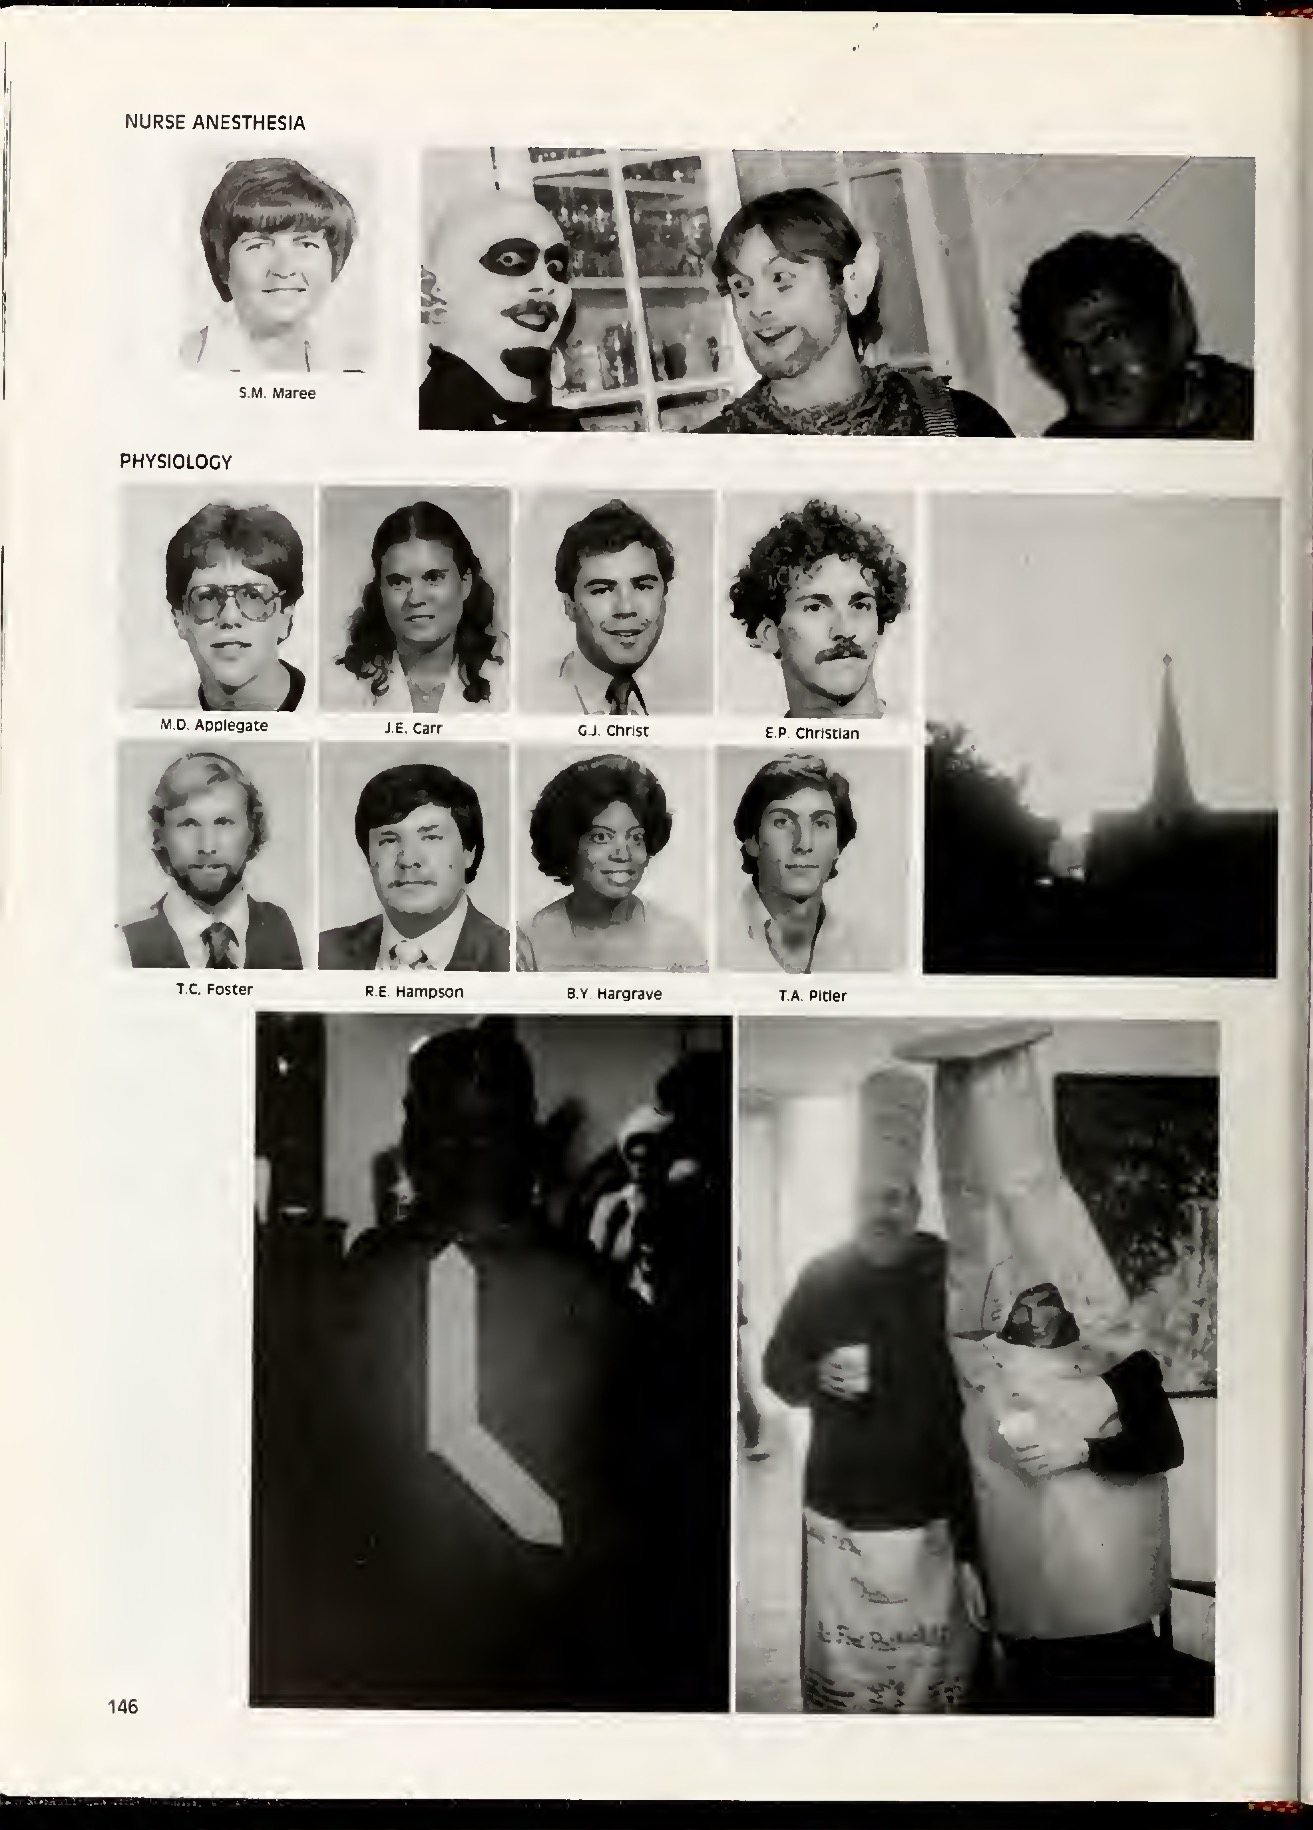 NURSE ANESTHESIA
S.M. Maree
PHYSIOLOGY
M.D. Applegate
J.E. Carr
G.J. Christ
E.P. Christian
T.C. Foster
R.E. Hampson
B.Y. Hargrave
T.A. Pitler
146